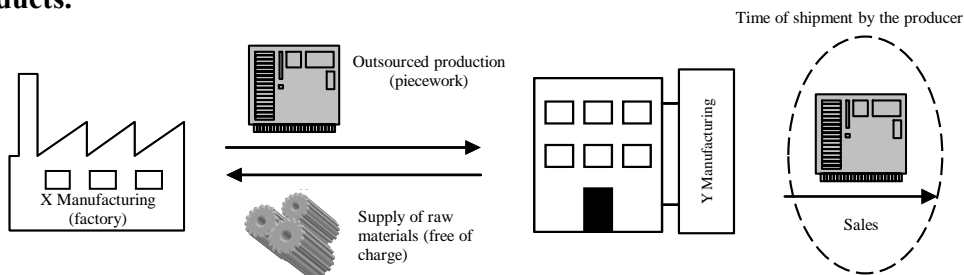 ducts.
Time of shipment by the producer
Outsourced production
(piecework)
X Manufacturing
(factory)
Supply of raw
materials (free of
charge)
Y Manufacturing
Sales